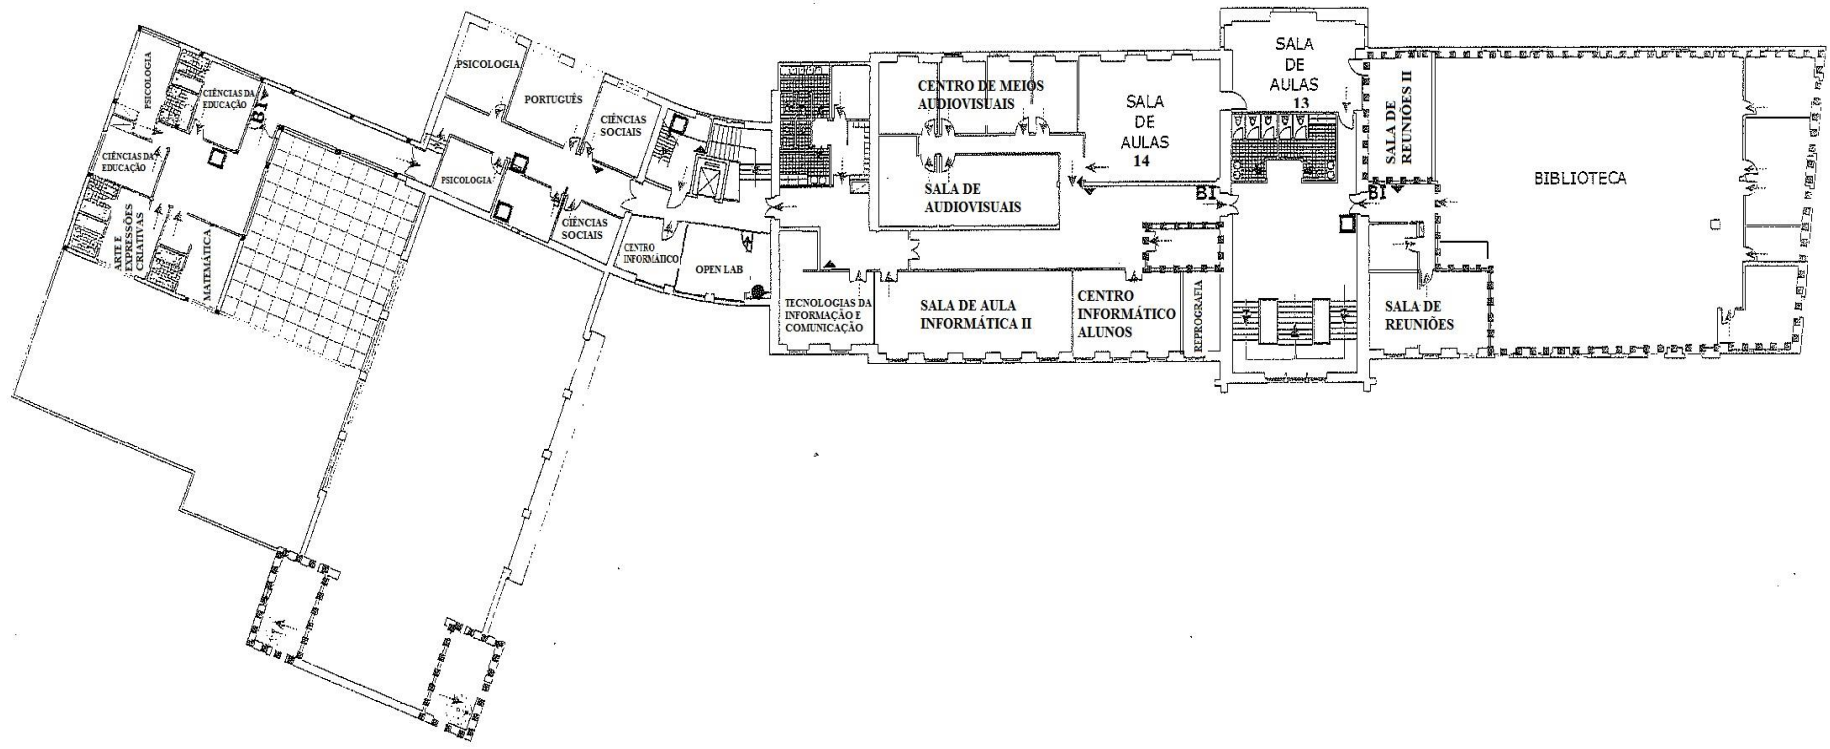 PSICOLOGIA
CIÊNCIAS DA
EDUCAÇÃO
BI
CIÊNCIAS DA
EDUCAÇÃO
ARTE E
EXPRESSÕES
CRIATIVAS
MATEMÁTICA
PSICOLOGIA
PORTUGUÊS
CIÊNCIAS
SOCIAIS
PSICOLOGIA
CIÊNCIAS
SOCIAIS
CENTRO
INFORMÁTICO
OPEN LAB
TECNOLOGIAS DA
INFORMAÇÃO E
COMUNICAÇÃO
CENTRO DE MEIOS
AUDIOVISUAIS
SALA DE
AUDIOVISUAIS
SALA
DE
AULAS
14
BI
SALA DE AULA
INFORMÁTICA II
CENTRO
INFORMÁTICO
ALUNOS
REPROGRAFIA
SALA
DE
AULAS
13
SALA DE
REUNIÕES II
BI
SALA DE
REUNIÕES
BIBLIOTECA